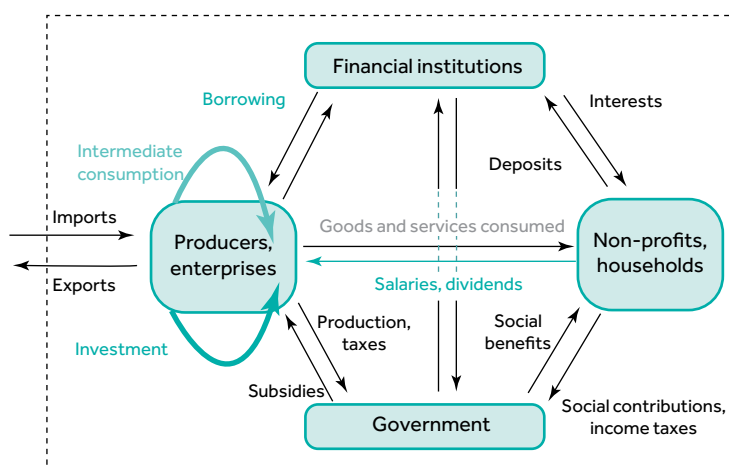 Financial institutions
Borrowing
Interests
Intermediate
consumption
Deposits
Imports
Goods and services consumed
Producers,
enterprises
Non-profits,
households
Exports
Salaries, dividends
Production,
taxes
Social
benefits
Investment
Subsidies
Government
Social contributions,
income taxes